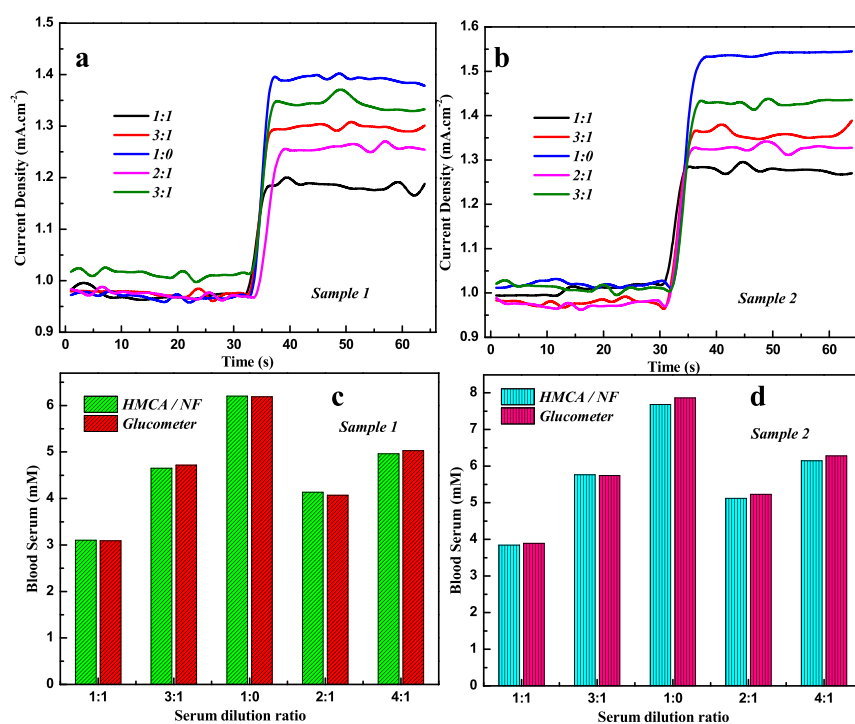 a
1.5
1.4
1.3
1.2
1.1
1.0
0.9
Current Density (mA.cm-2)
1:1
3:1
1:0
2:1
3:1
Sample 1
0 10 20 30 40 50 60
Time (s)
b
1.6
1.5
1.4
1.3
1.2
1.1
1.0
0.9
Current Density (mA.cm-2)
1:1
3:1
1:0
2:1
3:1
Sample 2
0 10 20 30 40 50 60
Time (s)
c
HMCA / NF
Glucometer
Sample 1
6
5
4
3
2
1
0
Blood Serum (mM)
1:1 3:1 1:0 2:1 4:1
Serum dilution ratio
d
HMCA / NF
Glucometer
Sample 2
8
7
6
5
4
3
2
1
0
Blood Serum (mM)
1:1 3:1 1:0 2:1 4:1
Serum dilution ratio